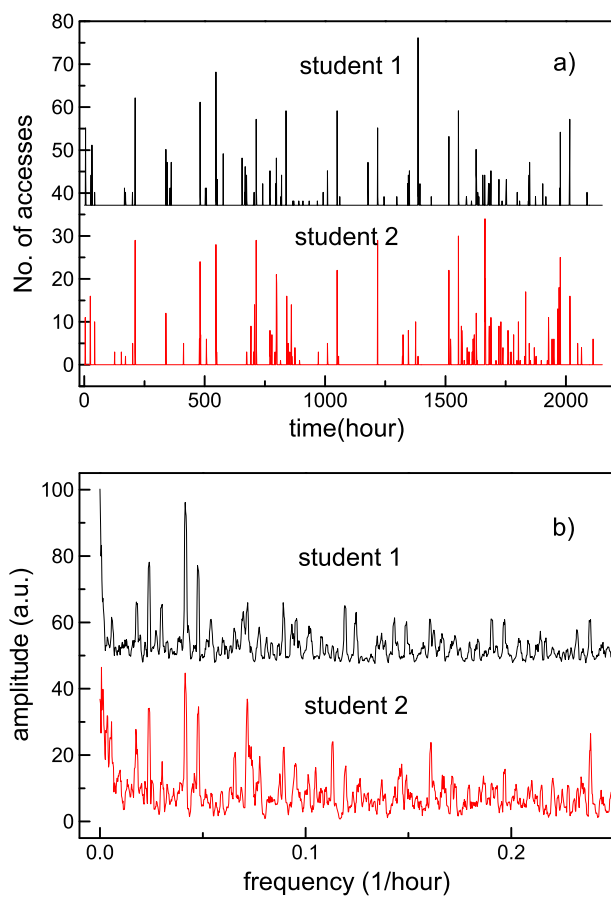 80
70
60
50
40
30
20
10
0
No. of accesses
student 1
a)
student 2
0
500
1000
1500
2000
time(hour)
100
80
60
40
20
0
amplitude (a.u.)
b)
student 1
student 2
0.0
0.1
0.2
frequency (1/hour)